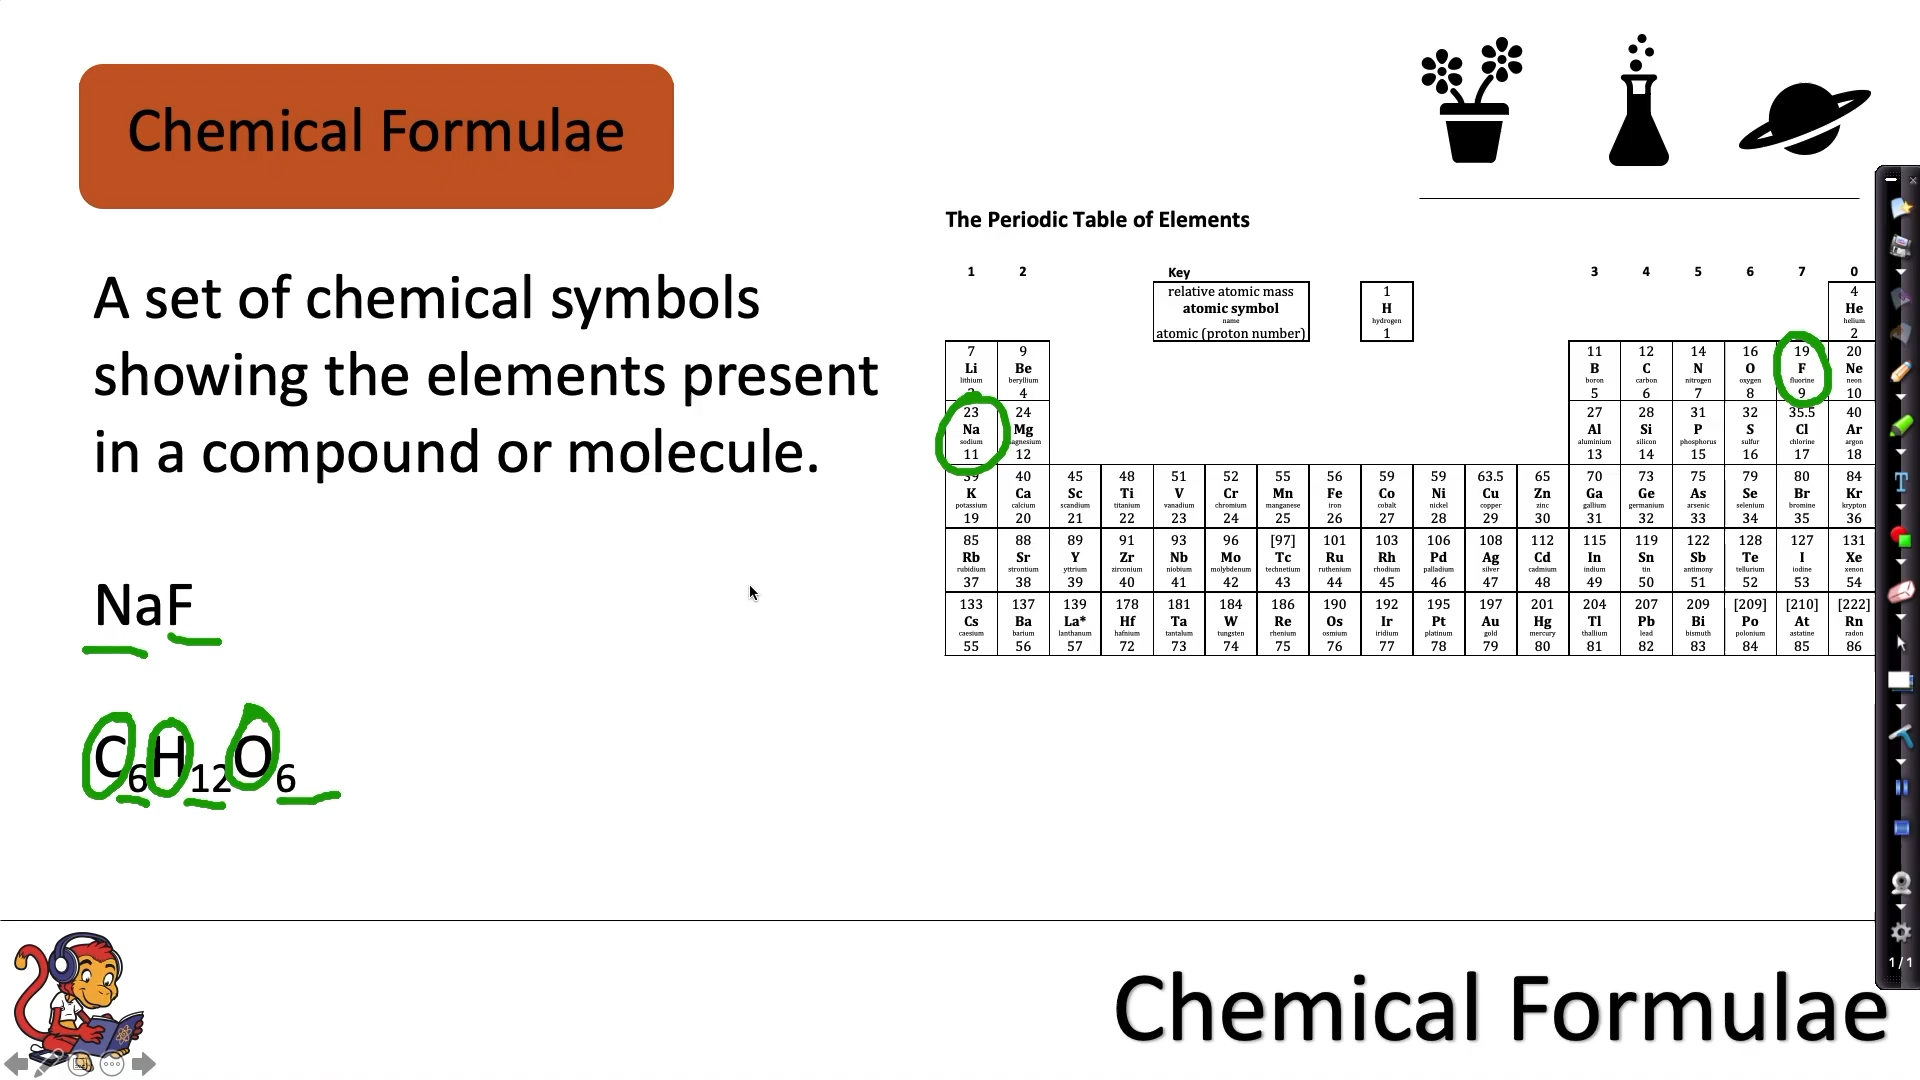 Chemical Formulae
A set of chemical symbols
showing the elements present
in a compound or molecule.
NaF
C6H12O6
The Periodic Table of Elements
1 2 Key 3 4 5 6 7 0
relative atomic mass
atomic symbol
name
atomic (proton number)
1 4
H He
hydrogen helium
1 2
7 9 11 12 14 16 19 20
Li Be B C N O F Ne
lithium beryllium boron carbon nitrogen oxygen fluorine neon
4 5 6 7 8 9 10
23 24 27 28 31 32 35.5 40
Na Mg Al Si P S Cl Ar
sodium aluminium silicon phosphorus sulfur chlorine argon
11 12 13 14 15 16 17 18
39 40 45 48 51 52 55 56 59 59 63.5 65 70 73 75 79 80 84
K Ca Sc Ti V Cr Mn Fe Co Ni Cu Zn Ga Ge As Se Br Kr
potassium calcium scandium titanium vanadium chromium manganese iron cobalt nickel copper zinc gallium germanium arsenic selenium bromine krypton
19 20 21 22 23 24 25 26 27 28 29 30 31 32 33 34 35 36
85 88 89 91 93 96 [97] 101 103 106 108 112 115 119 122 128 127 131
Rb Sr Y Zr Nb Mo Tc Ru Rh Pd Ag Cd In Sn Sb Te I Xe
rubidium strontium yttrium zirconium niobium molybdenum technetium ruthenium rhodium palladium silver cadmium indium tin antimony tellurium iodine xenon
37 38 39 40 41 42 43 44 45 46 47 48 49 50 51 52 53 54
133 137 139 178 181 184 186 190 192 195 197 201 204 207 209 [209] [210] [222]
Cs Ba La* Hf Ta W Re Os Ir Pt Au Hg Tl Pb Bi Po At Rn
caesium barium lanthanum hafnium tantalum tungsten rhenium osmium iridium platinum gold mercury thallium lead bismuth polonium astatine radon
55 56 57 72 73 74 75 76 77 78 79 80 81 82 83 84 85 86
1/1
Chemical Formulae